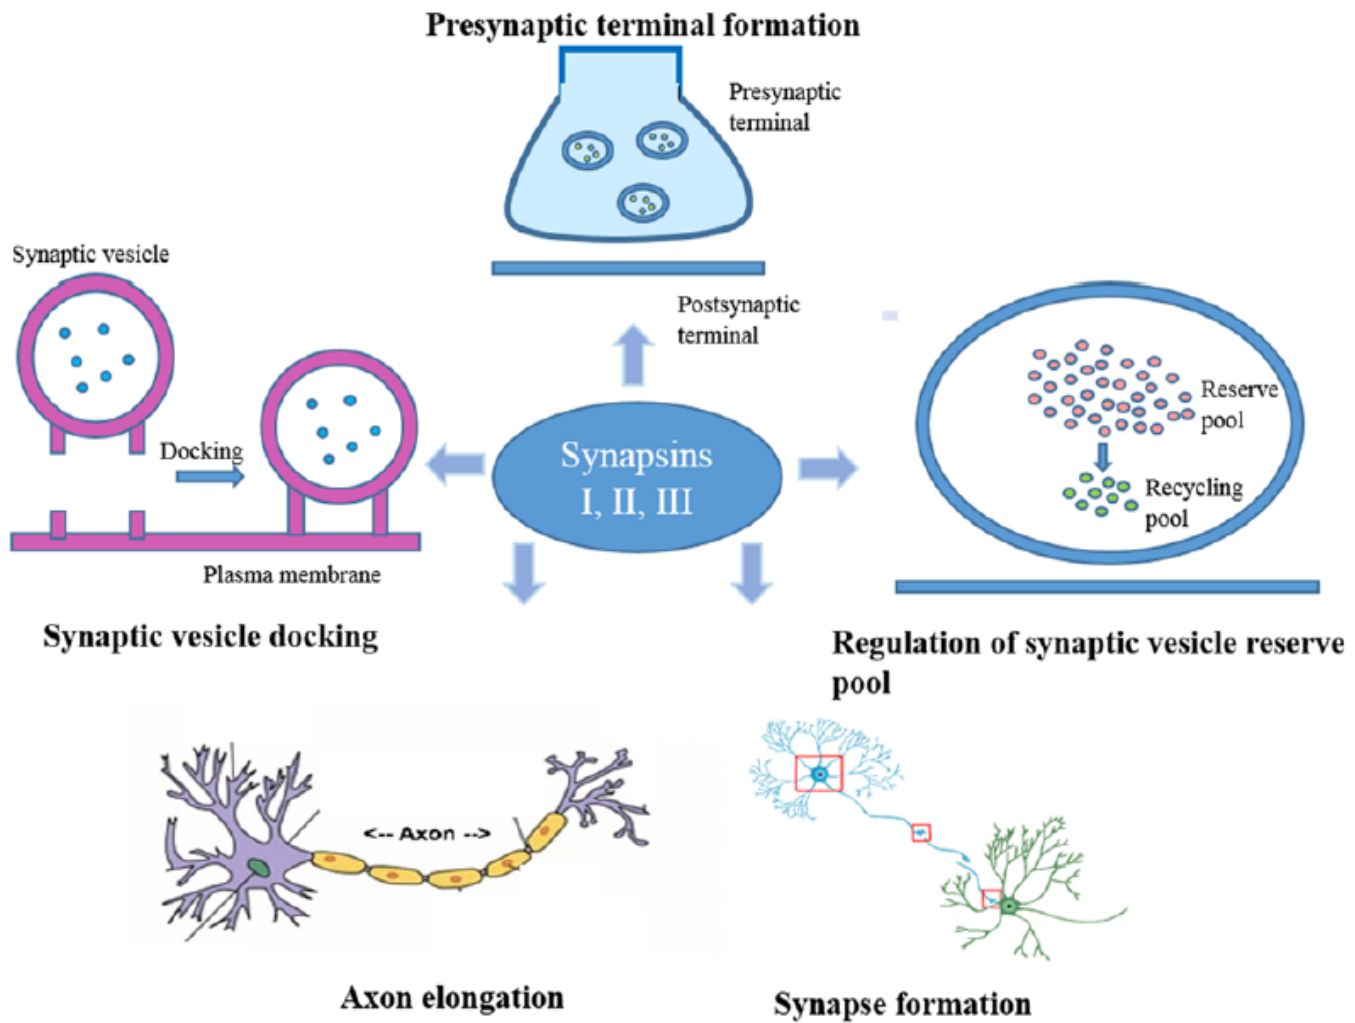 Presynaptic terminal formation
Presynaptic
terminal
Postsynaptic
terminal
Synaptic vesicle
Docking
Plasma membrane
Synaptic vesicle docking
Synapsins
I, II, III
Reserve
pool
Recycling
pool
Regulation of synaptic vesicle reserve
pool
<-- Axon -->
Axon elongation
Synapse formation